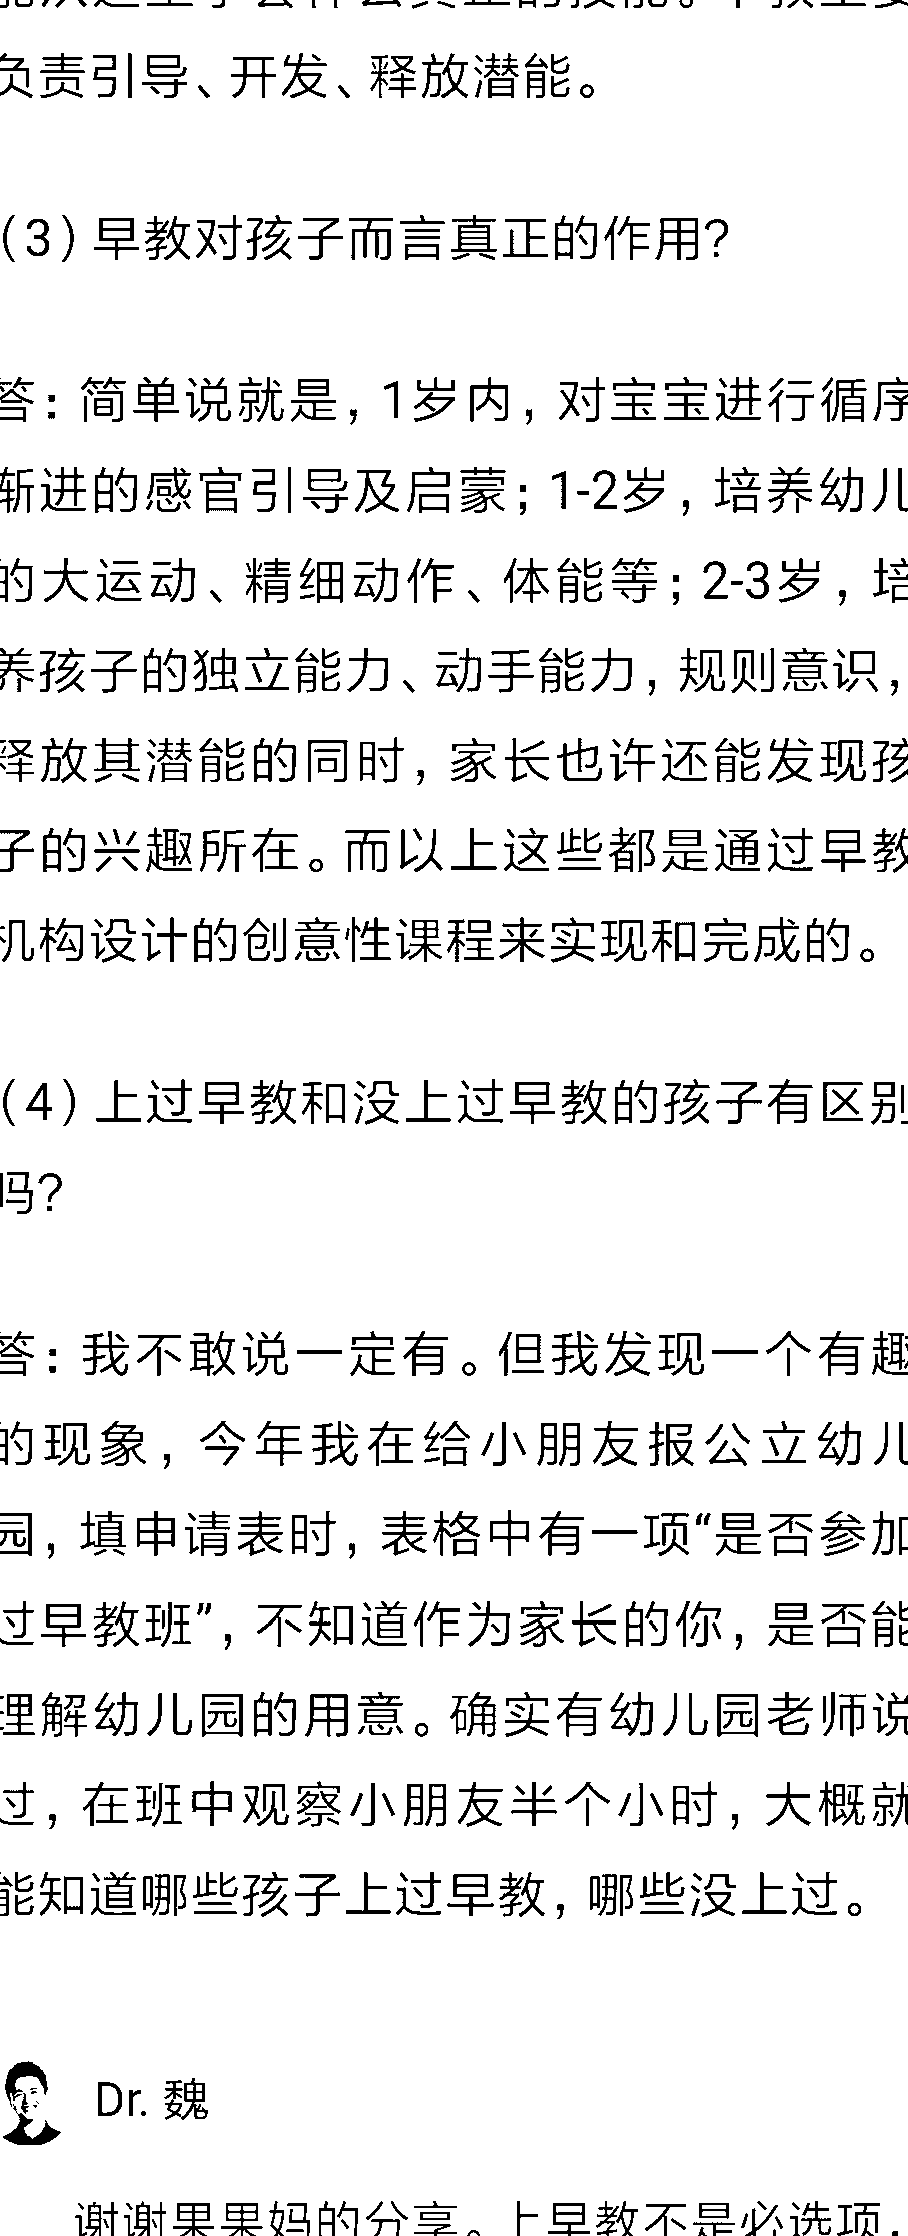 负责引导、开发、释放潜能。
（3）早教对孩子而言真正的作用？
答：简单说就是，1岁内，对宝宝进行循序
渐进的感官引导及启蒙；1-2岁，培养幼儿
的大运动、精细动作、体能等；2-3岁，培
养孩子的独立能力、动手能力，规则意识，
释放其潜能的同时，家长也许还能发现孩
子的兴趣所在。而以上这些都是通过早教
机构设计的创意性课程来实现和完成的。
（4）上过早教和没上过早教的孩子有区别
吗？
答：我不敢说一定有。但我发现一个有趣
的现象，今年我在给小朋友报公立幼儿
园，填申请表时，表格中有一项“是否参加
过早教班”，不知道作为家长的你，是否能
理解幼儿园的用意。确实有幼儿园老师说
过，在班中观察小朋友半个小时，大概就
能知道哪些孩子上过早教，哪些没上过。
Dr. 魏
谢谢果果妈的分享。上早教不是必选项，